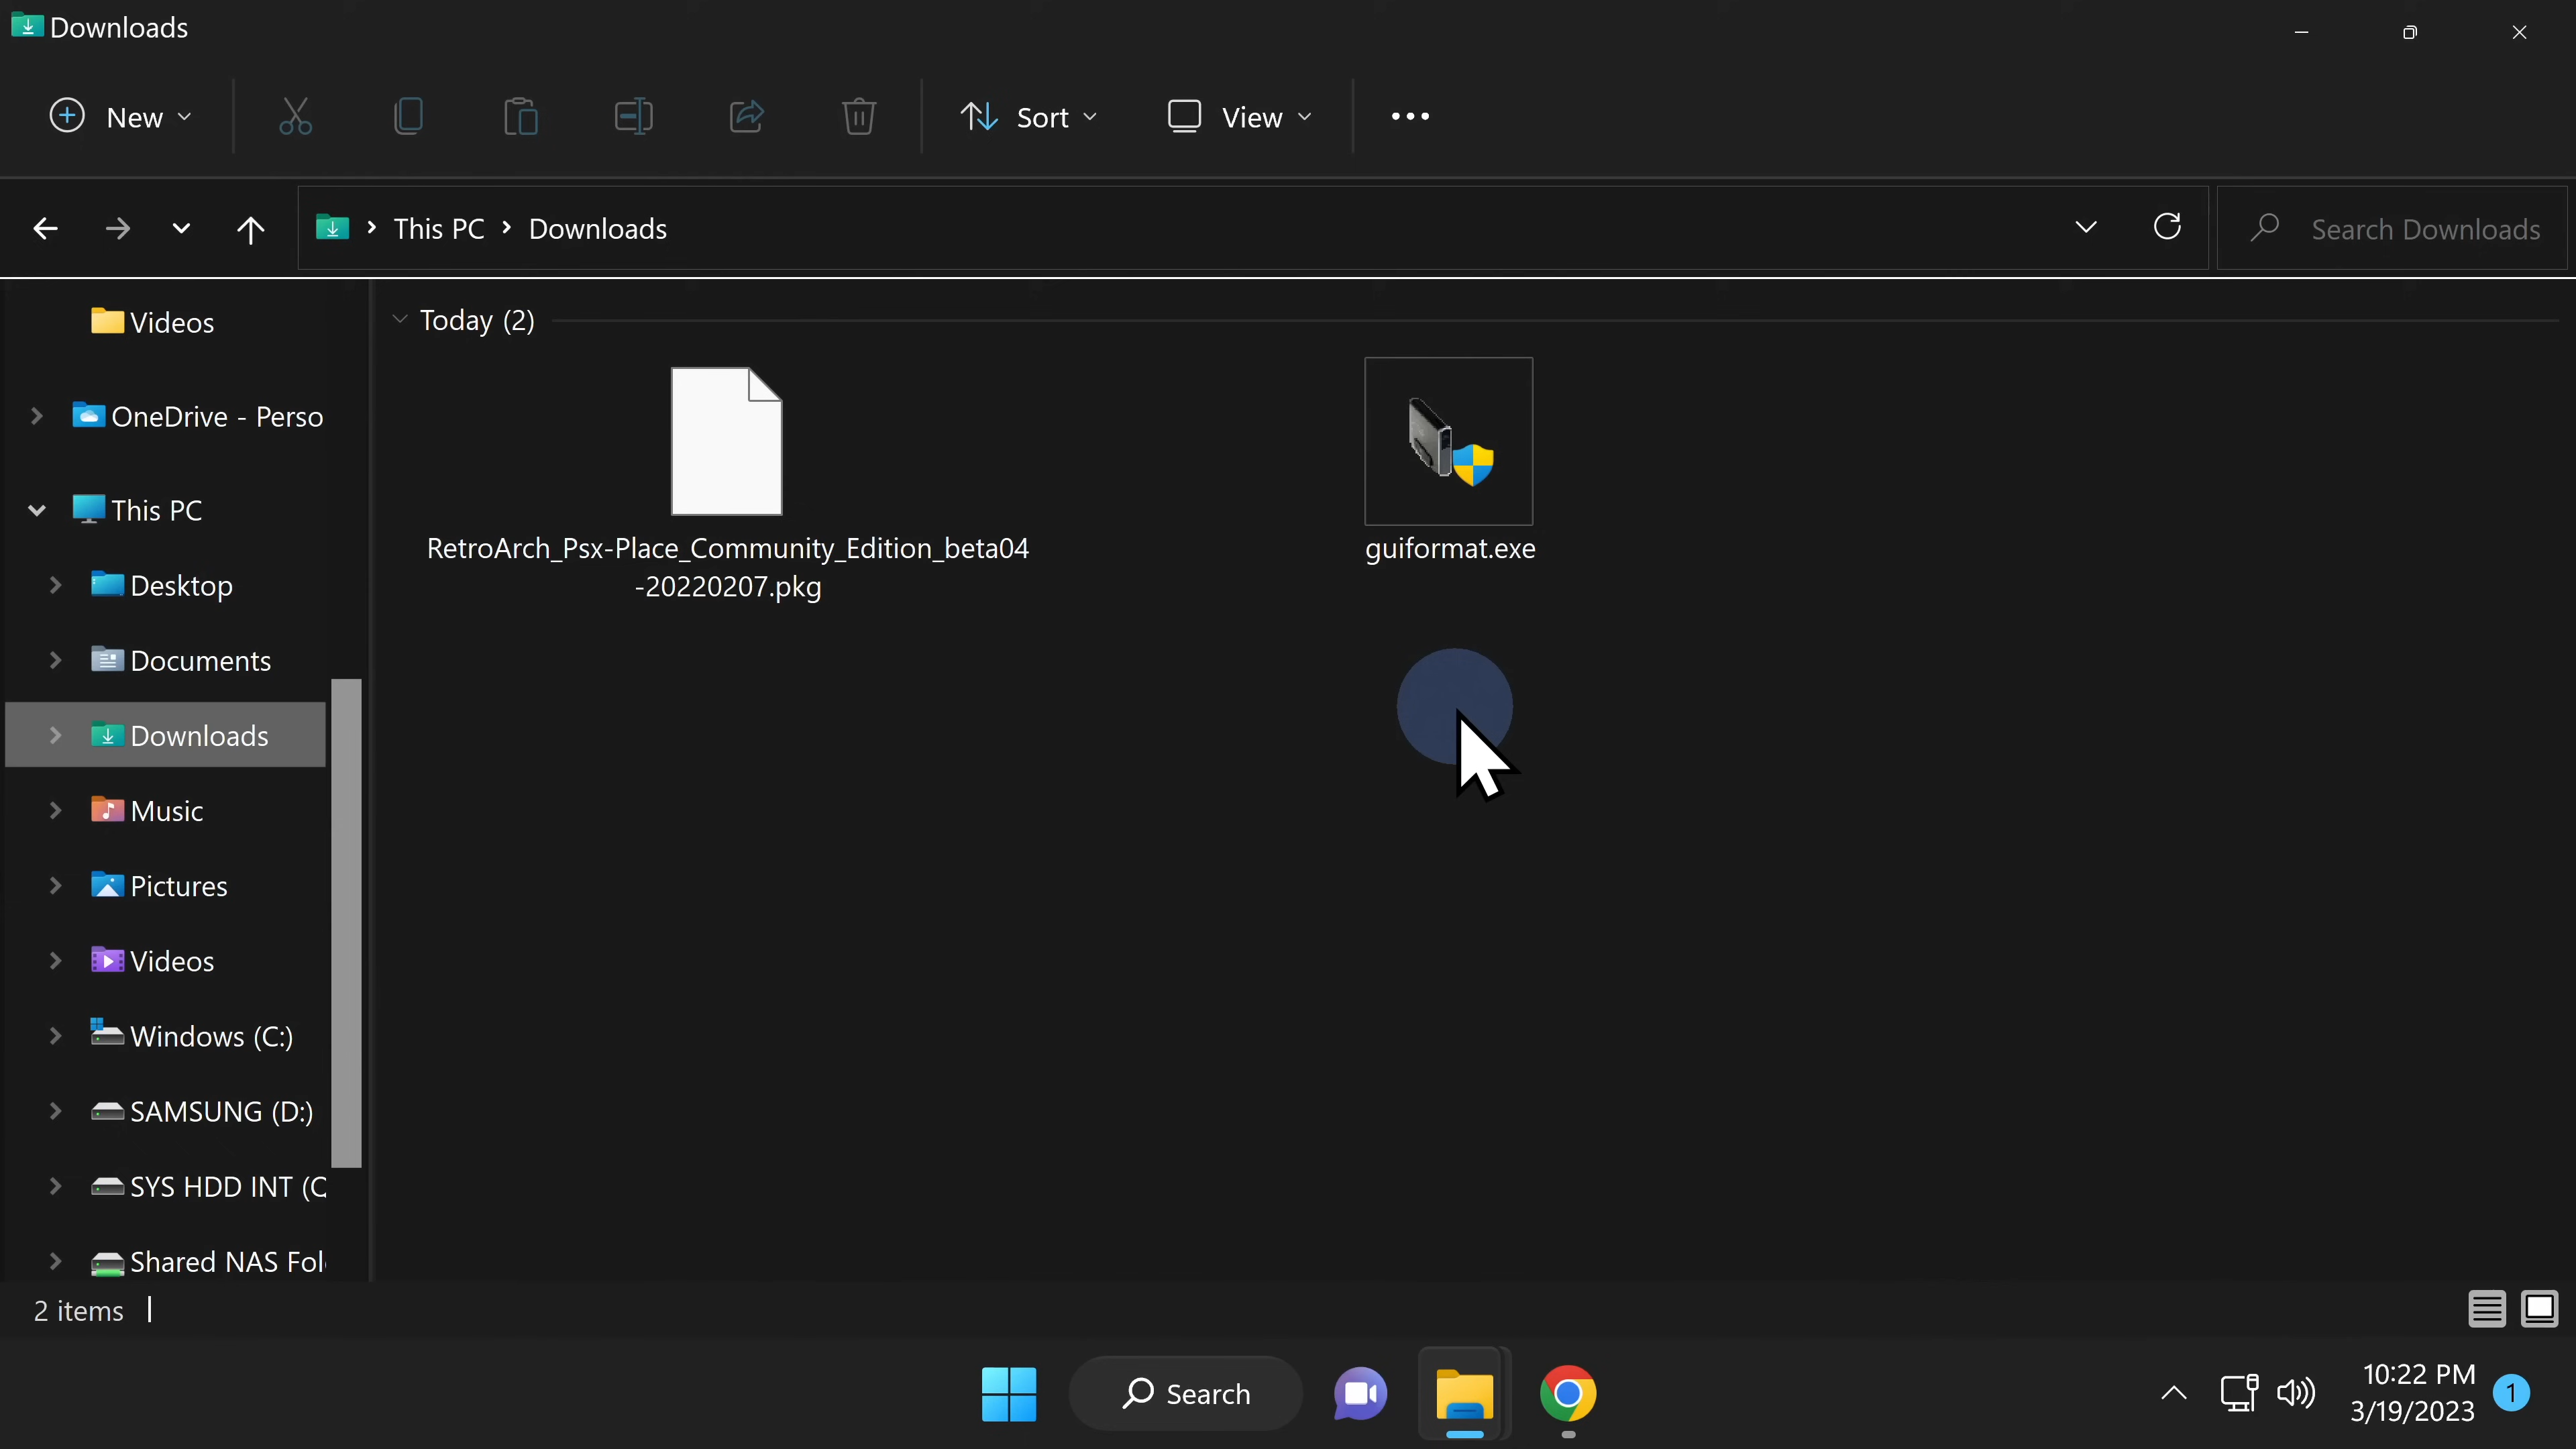 Downloads
New
Sort
View
This PC
Downloads
Search Downloads
Videos
OneDrive - Perso
This PC
Desktop
Documents
Downloads
Music
Pictures
Videos
Windows (C:)
SAMSUNG (D:)
SYS HDD INT (
Shared NAS Fol
Today (2)
RetroArch_Psx-Place_Community_Edition_beta04
-20220207.pkg
guiformat.exe
2 items
Search
10:22 PM
3/19/2023
1